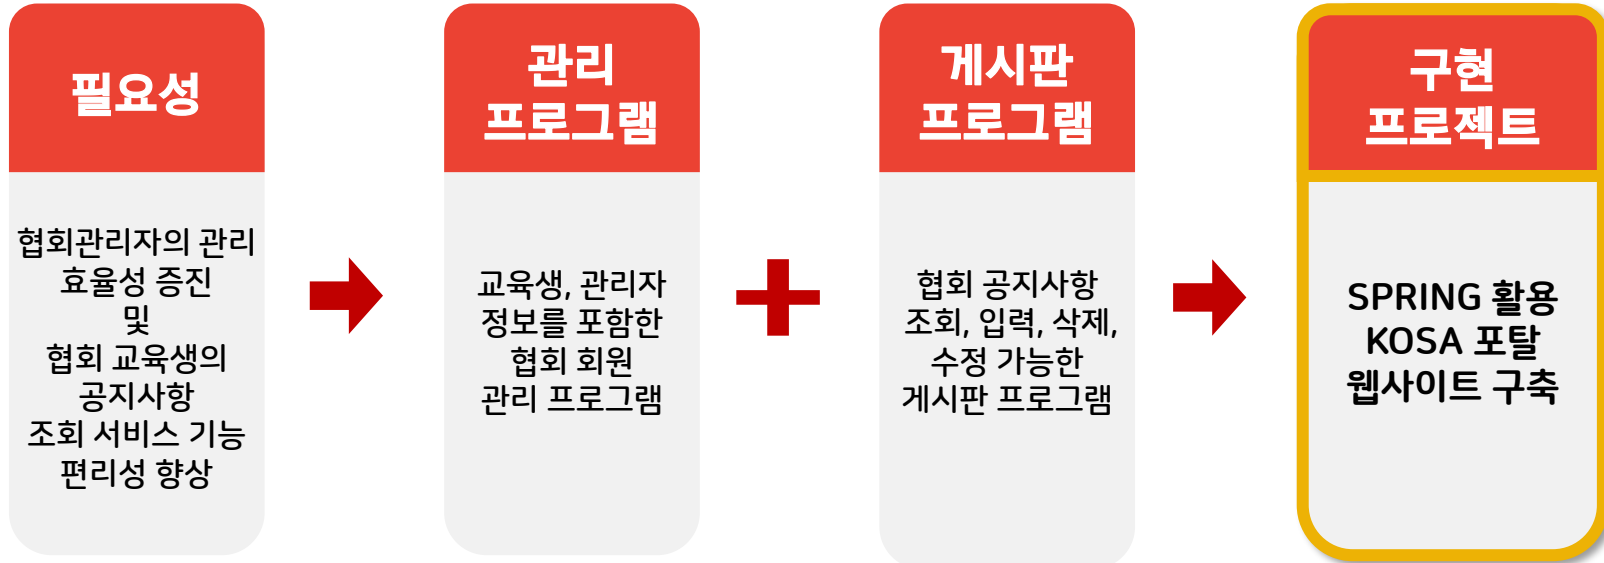 필요성
협회관리자의 관리
효율성 증진
및
협회 교육생의
공지사항
조회 서비스 기능
편리성 향상
관리
프로그램
교육생, 관리자
정보를 포함한
협회 회원
관리 프로그램
게시판
프로그램
협회 공지사항
조회, 입력, 삭제,
수정 가능한
게시판 프로그램
구현
프로젝트
SPRING 활용
KOSA 포탈
웹사이트 구축